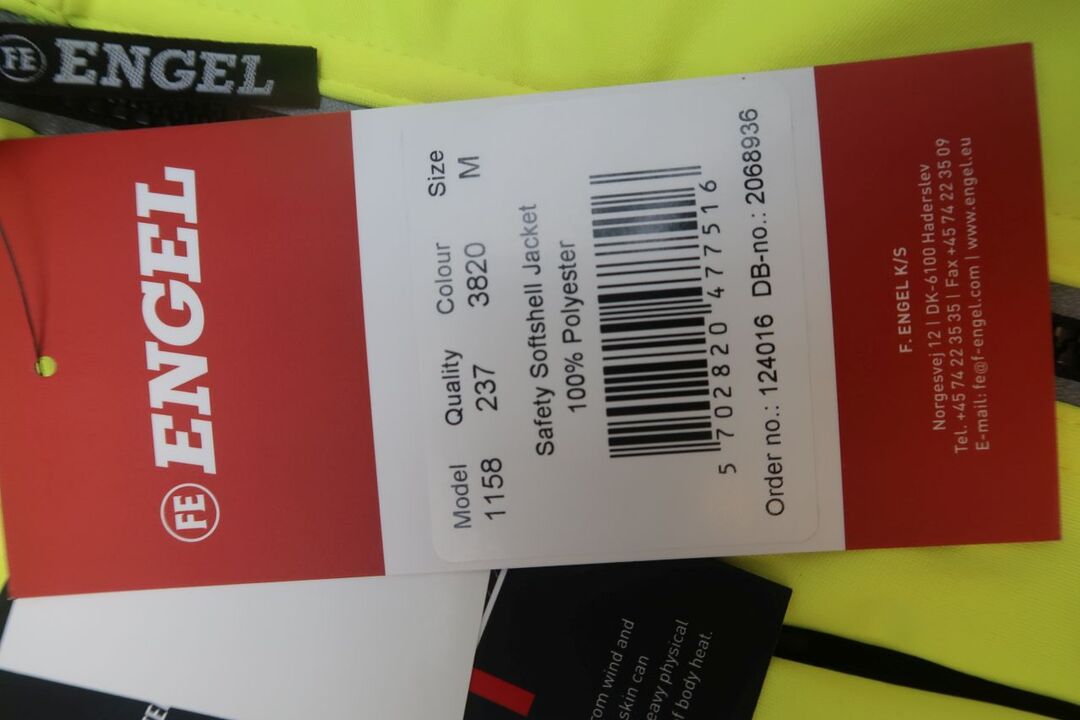 FE ENGEL
FE ENGEL
Model Quality Colour Size
1158 237 3820 M
Safety Softshell Jacket
100% Polyester
5 702820 477516
Order no.: 124016 DB-no.: 2068936
F. ENGEL K/S
Norgesvej 12 | DK-6100 Haderslev
Tel. +45 74 22 35 35 | Fax +45 74 22 35 09
E-mail: fe@f-engel.com | www.engel.eu
wind and
skin can
physical
body heat.